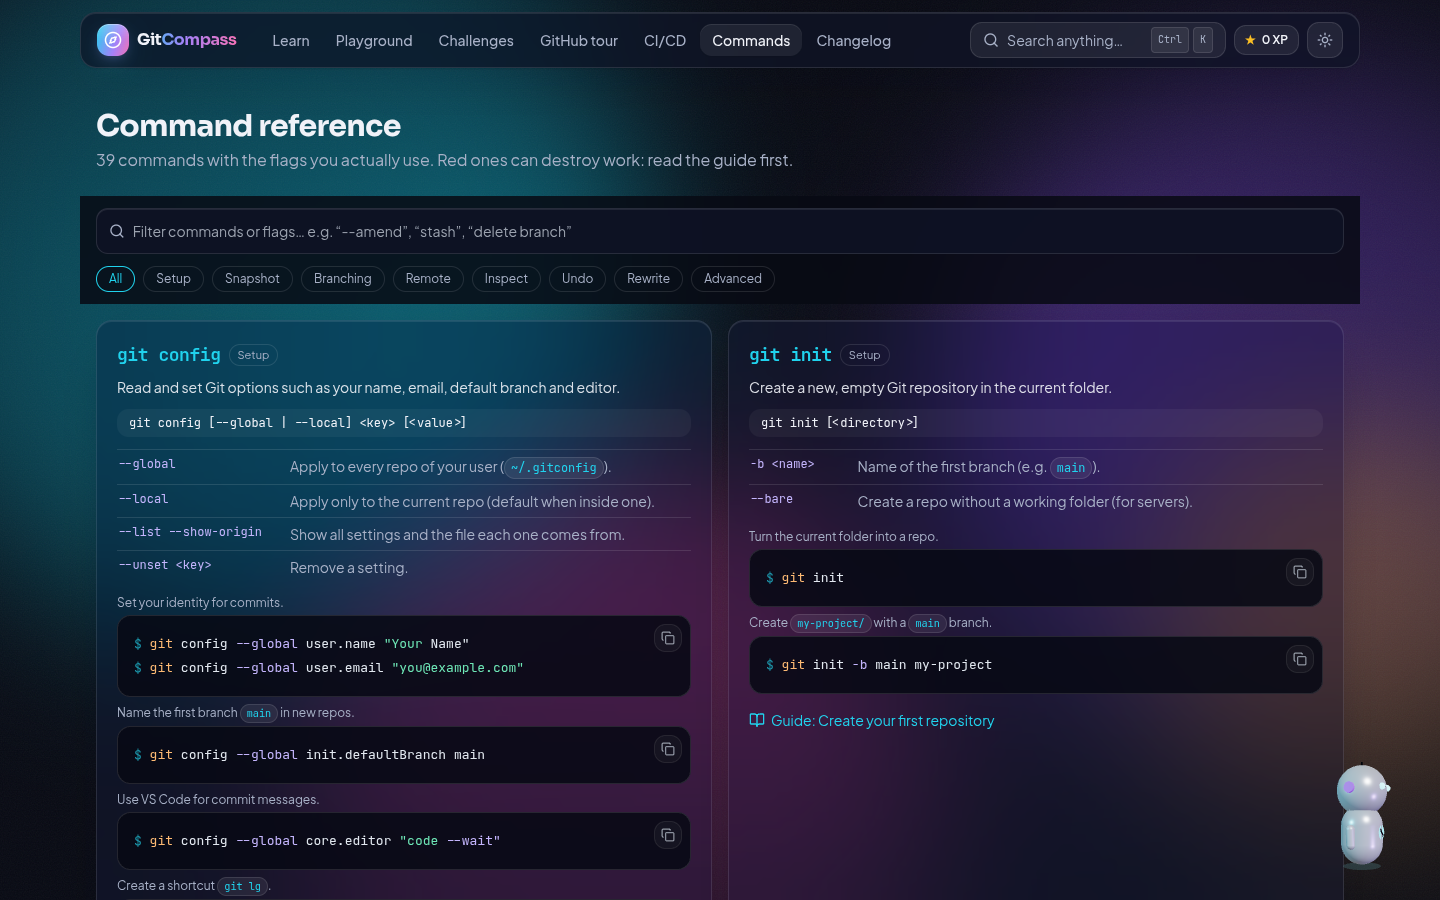 GitCompass Learn Playground Challenges GitHub tour CI/CD Commands Changelog Search anything... Ctrl K ★ 0 XP
Command reference
39 commands with the flags you actually use. Red ones can destroy work: read the guide first.
Filter commands or flags... e.g. “--amend”, “stash”, “delete branch”
All Setup Snapshot Branching Remote Inspect Undo Rewrite Advanced
git config Setup
Read and set Git options such as your name, email, default branch and editor.
git config [--global | --local] <key> [<value>]
--global Apply to every repo of your user (~/.gitconfig).
--local Apply only to the current repo (default when inside one).
--list --show-origin Show all settings and the file each one comes from.
--unset <key> Remove a setting.
Set your identity for commits.
$ git config --global user.name "Your Name"
$ git config --global user.email "you@example.com"
Name the first branch main in new repos.
$ git config --global init.defaultBranch main
Use VS Code for commit messages.
$ git config --global core.editor "code --wait"
Create a shortcut git lg.
git init Setup
Create a new, empty Git repository in the current folder.
git init [<directory>]
-b <name> Name of the first branch (e.g. main).
--bare Create a repo without a working folder (for servers).
Turn the current folder into a repo.
$ git init
Create my-project/ with a main branch.
$ git init -b main my-project
Guide: Create your first repository